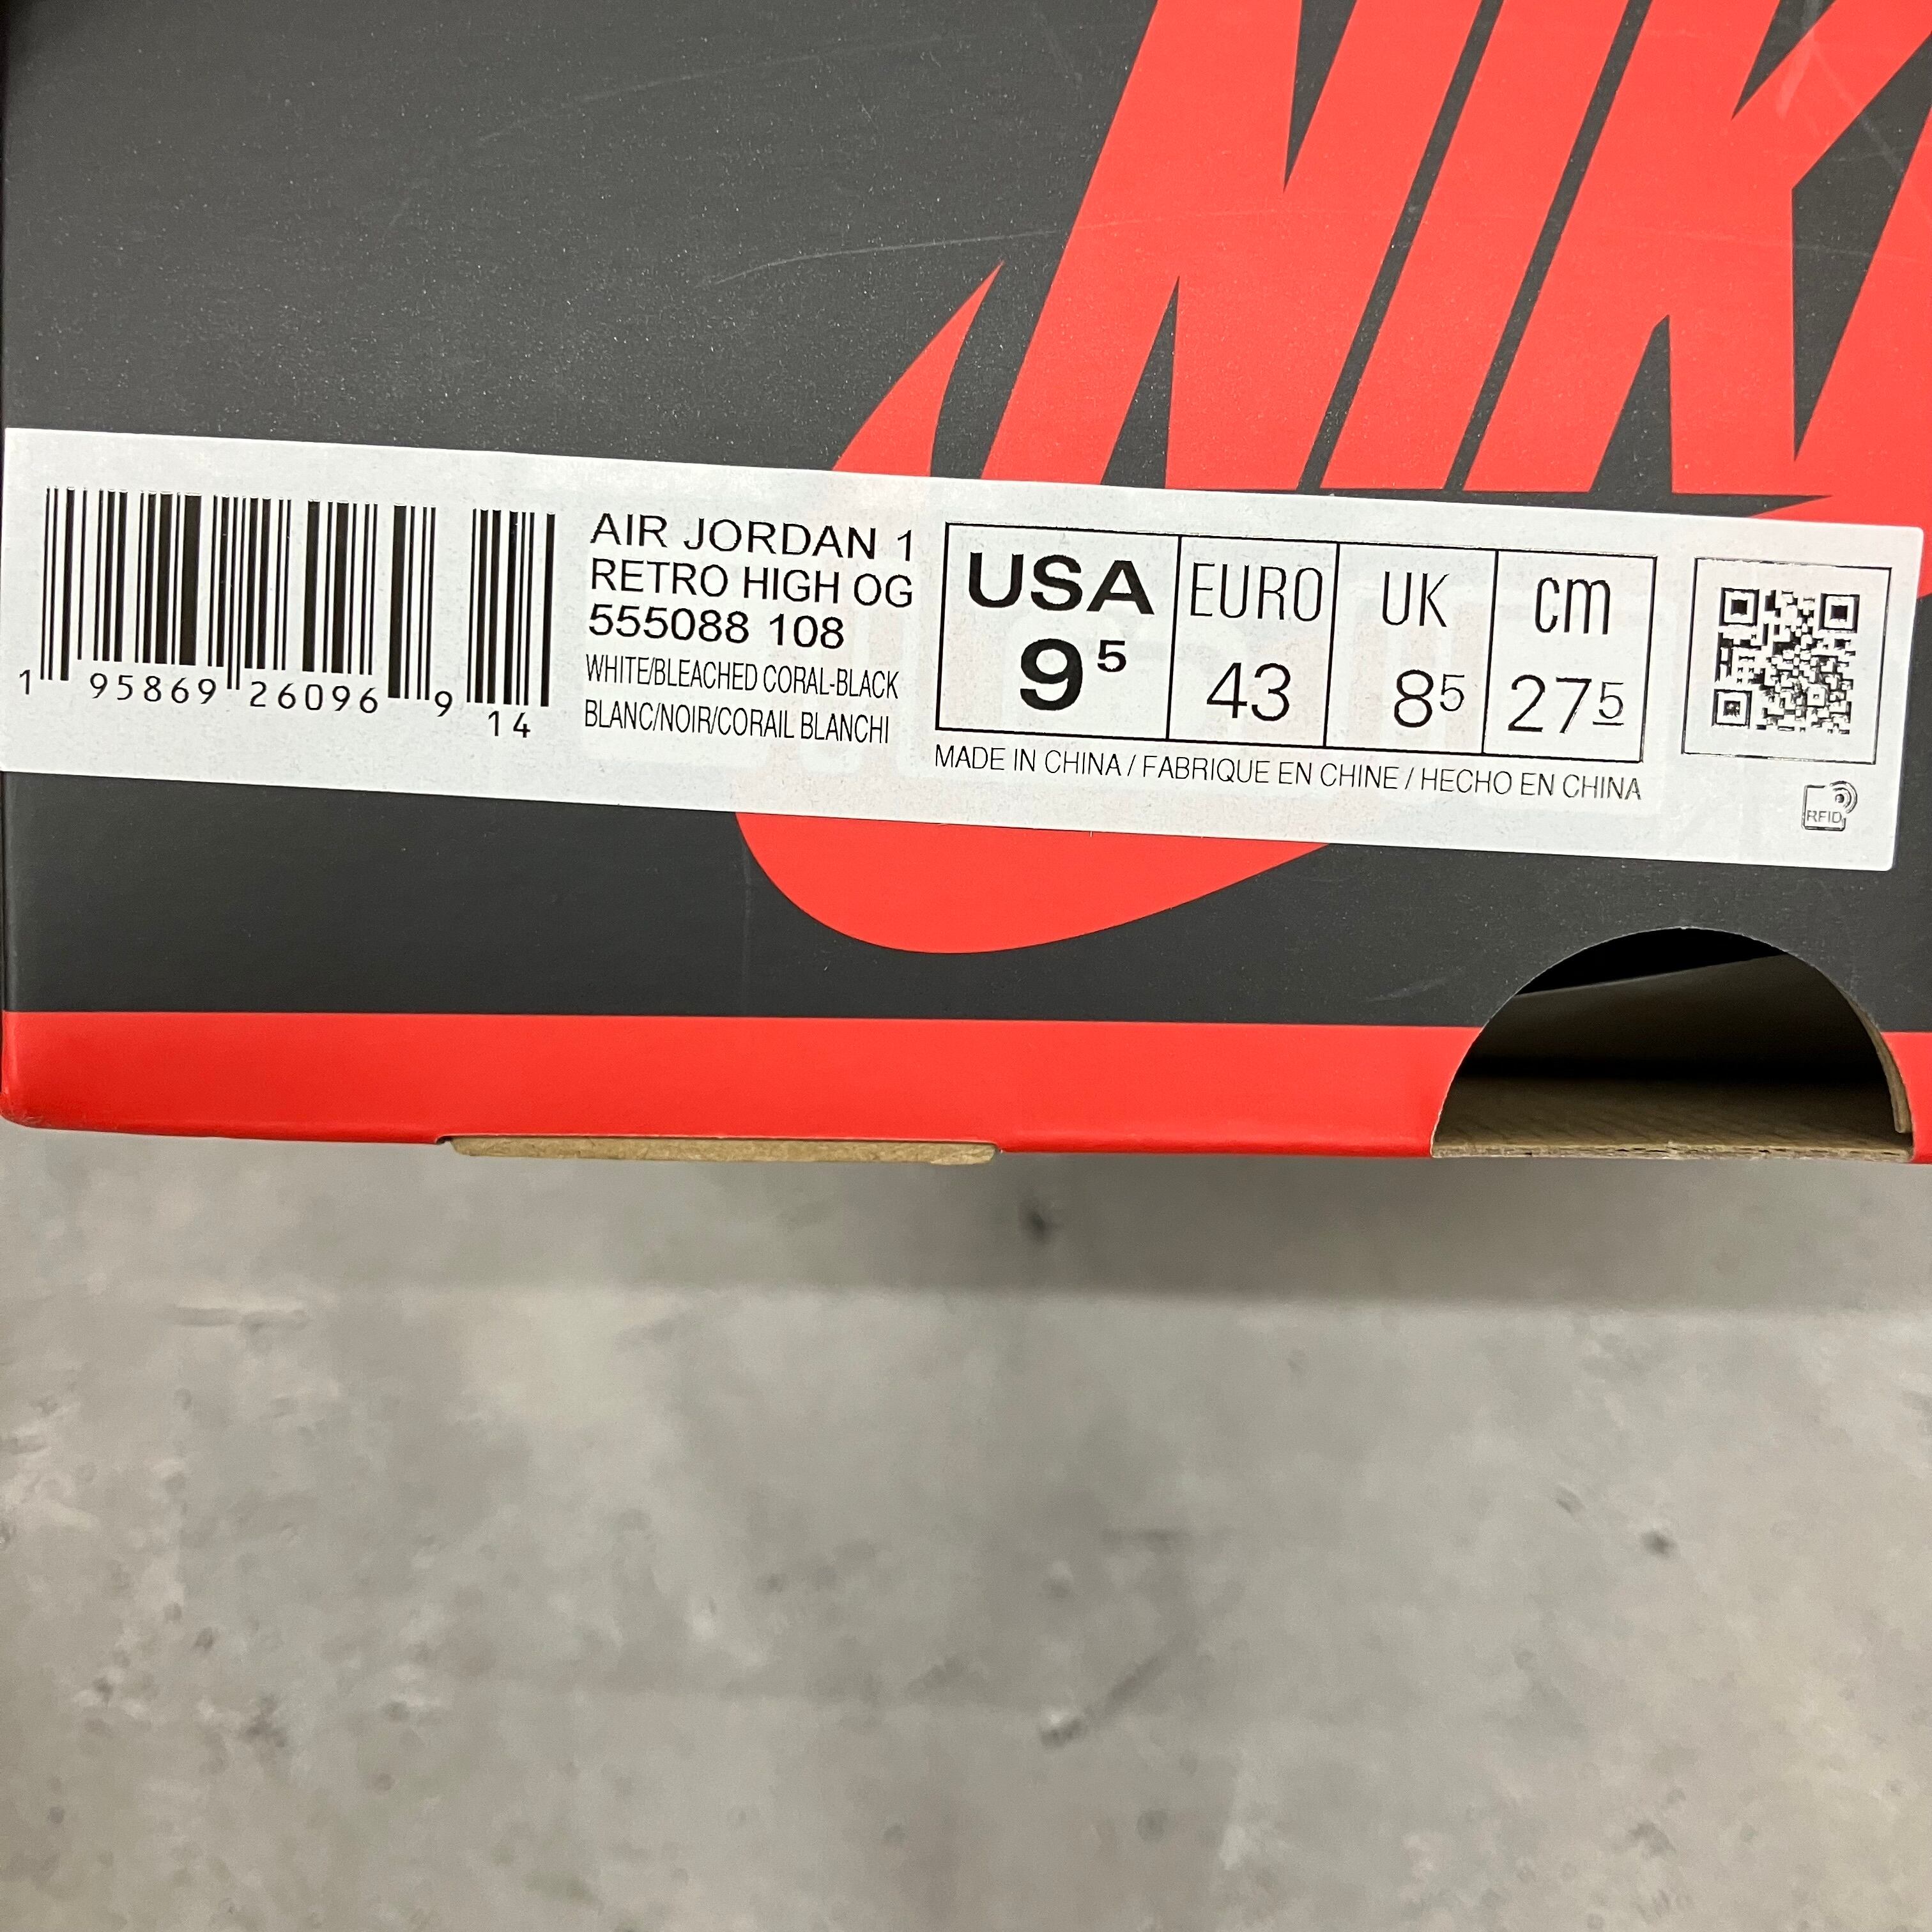 NIK
AIR JORDAN 1
RETRO HIGH OG
555088 108
WHITE/BLEACHED CORAL-BLACK
BLANC/NOIR/CORAIL BLANCHI
1 95869 26096 9 14
USA EURO UK cm
9⁵ 43 8⁵ 27⁵
MADE IN CHINA / FABRIQUE EN CHINE / HECHO EN CHINA
RFID